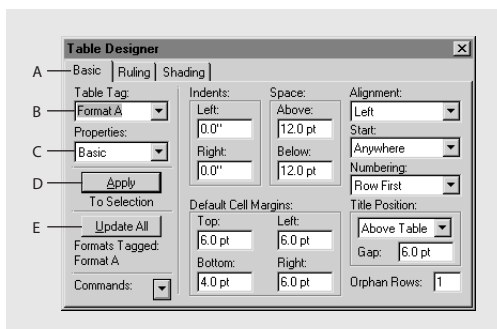 Table Designer
A
Basic
Ruling
Shading
Table Tag:
B
Format A
Properties:
C
Basic
D
Apply
To Selection
E
Update All
Formats Tagged:
Format A
Commands:
Indents:
Left:
0.0"
Right:
0.0"
Space:
Above:
12.0 pt
Below:
12.0 pt
Default Cell Margins:
Top:
6.0 pt
Left:
6.0 pt
Bottom:
4.0 pt
Right:
6.0 pt
Alignment:
Left
Start:
Anywhere
Numbering:
Row First
Title Position:
Above Table
Gap: 6.0 pt
Orphan Rows: 1